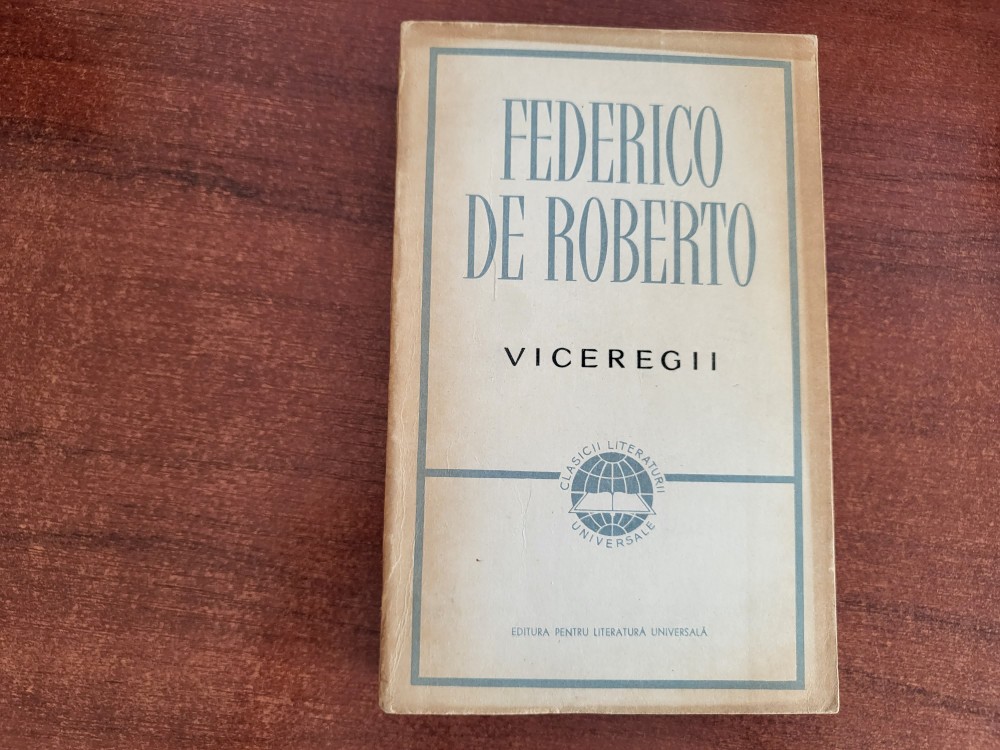 FEDERICO
DE ROBERTO
VICEREGII
CLASICII LITERATURII
UNIVERSALE
EDITURA PENTRU LITERATURĂ UNIVERSALĂ